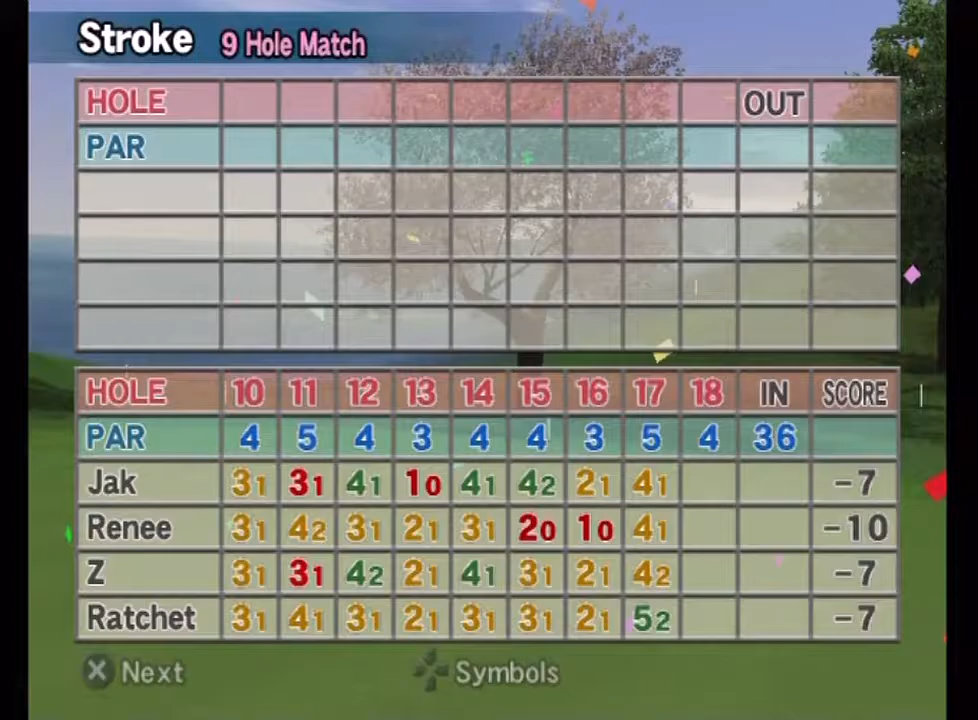 Stroke 9 Hole Match
HOLE OUT
PAR
HOLE 10 11 12 13 14 15 16 17 18 IN SCORE
PAR 4 5 4 3 4 4 3 5 4 36
Jak 31 31 41 10 41 42 21 41 -7
Renee 31 42 31 21 31 20 10 41 -10
Z 31 31 42 21 41 31 21 42 -7
Ratchet 31 41 31 21 31 31 21 52 -7
X Next Symbols